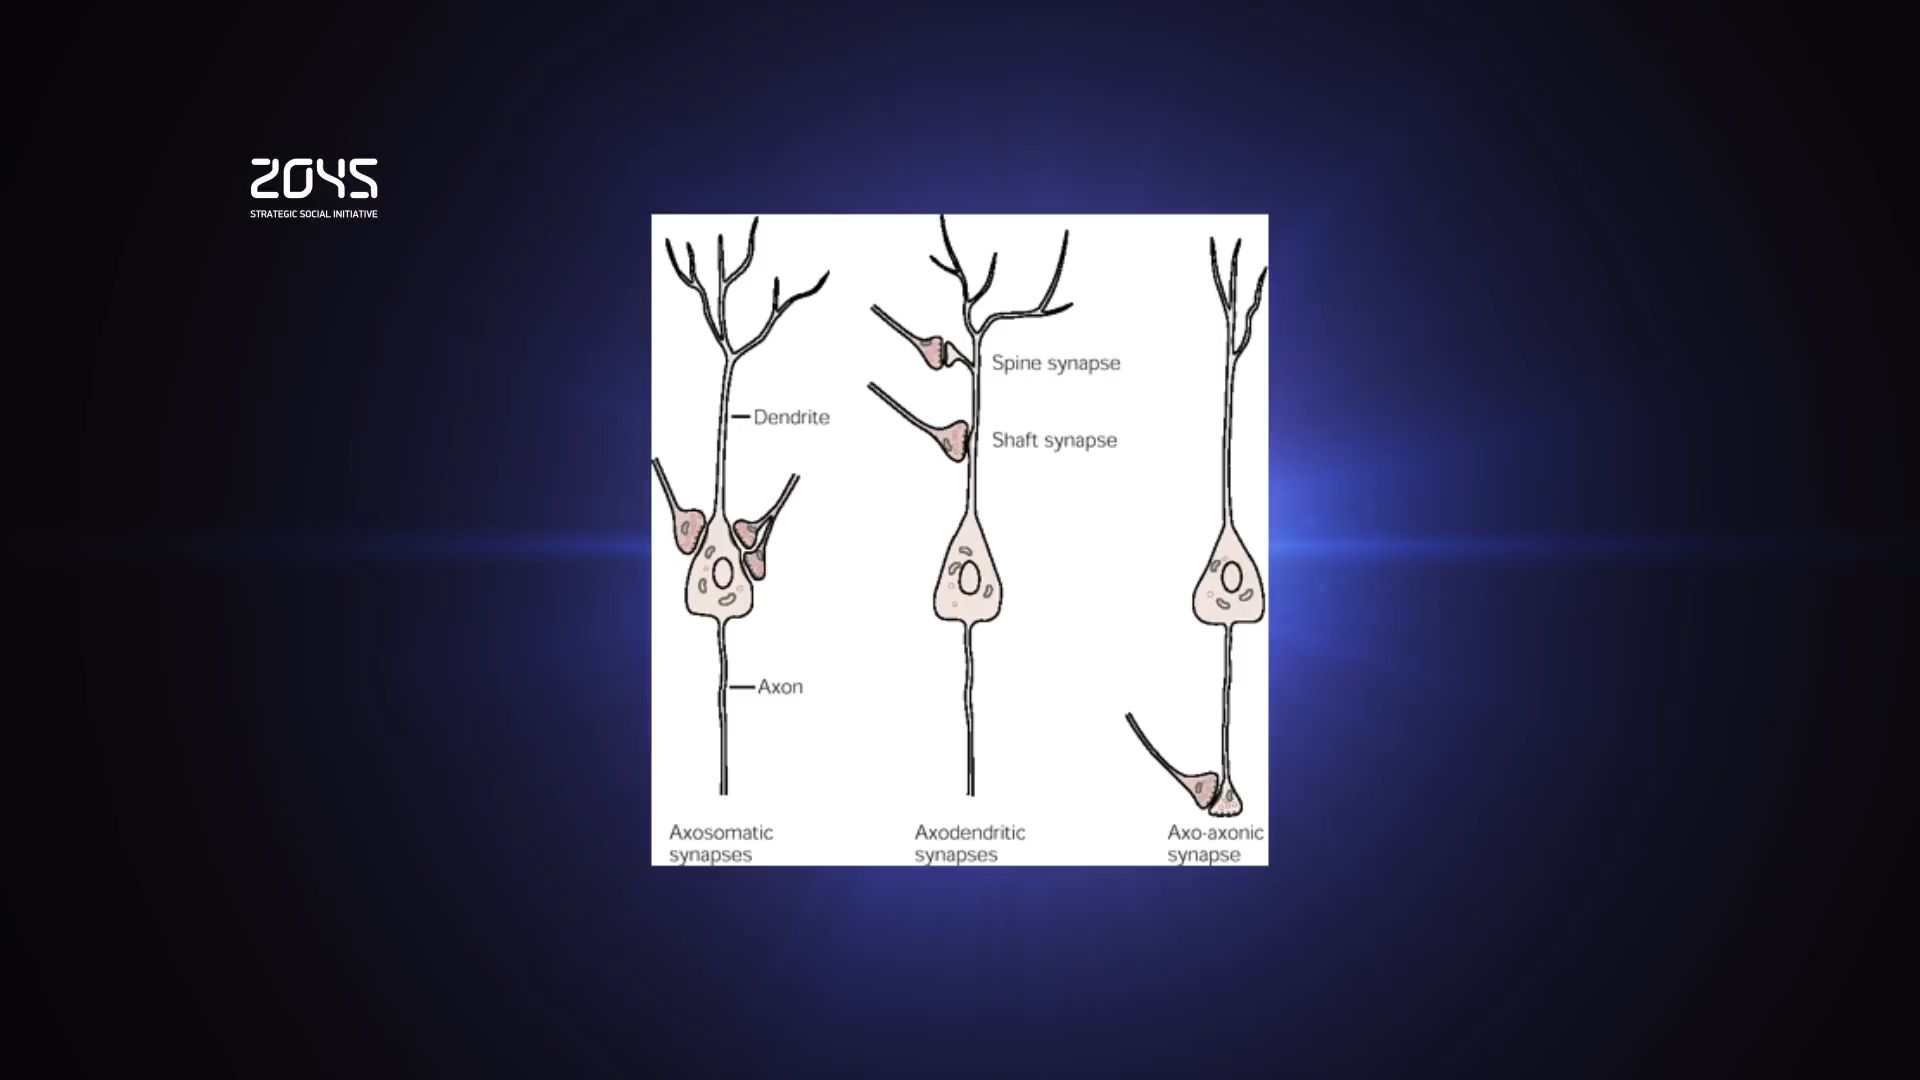 2045
STRATEGIC SOCIAL INITIATIVE
Spine synapse
Dendrite
Shaft synapse
Axon
Axosomatic
synapses
Axodendritic
synapses
Axo-axonic
synapse